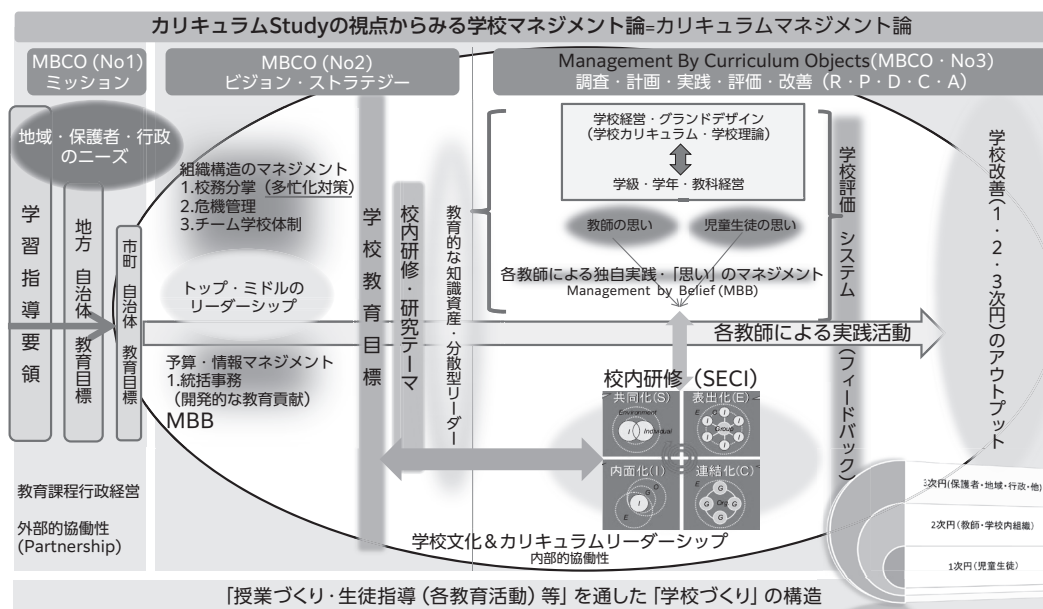 カリキュラムStudyの視点からみる学校マネジメント論=カリキュラムマネジメント論
MBCO (No1)
ミッション
MBCO (No2)
ビジョン・ストラテジー
Management By Curriculum Objects(MBCO・No3)
調査・計画・実践・評価・改善（R・P・D・C・A）
地域・保護者・行政
のニーズ
学習指導要領
地方自治体 教育目標
市町自治体 教育目標
組織構造のマネジメント
1.校務分掌（多忙化対策）
2.危機管理
3.チーム学校体制
トップ・ミドルの
リーダーシップ
予算・情報マネジメント
1.統括事務
（開発的な教育貢献）
MBB
学校教育目標
校内研修・研究テーマ
教育的な知識資産・分散型リーダー
学校経営・グランドデザイン
（学校カリキュラム・学校理論）
学級・学年・教科経営
教師の思い
児童生徒の思い
各教師による独自実践・「思い」のマネジメント
Management by Belief(MBB)
各教師による実践活動
校内研修（SECI）
共同化(S)
Environment
I
Individual
表出化(E)
E
G
I
I
I
I
I
I
Group
内面化(I)
O
G
I
E
連結化(C)
E
G
G
Org
G
G
学校評価 システム（フィードバック）
学校改善（1・2・3次円）のアウトプット
3次円(保護者・地域・行政・他)
2次円（教師・学校内組織）
1次円（児童生徒）
教育課程行政経営
外部的協働性
(Partnership)
学校文化＆カリキュラムリーダーシップ
内部的協働性
「授業づくり・生徒指導（各教育活動）等」を通した「学校づくり」の構造